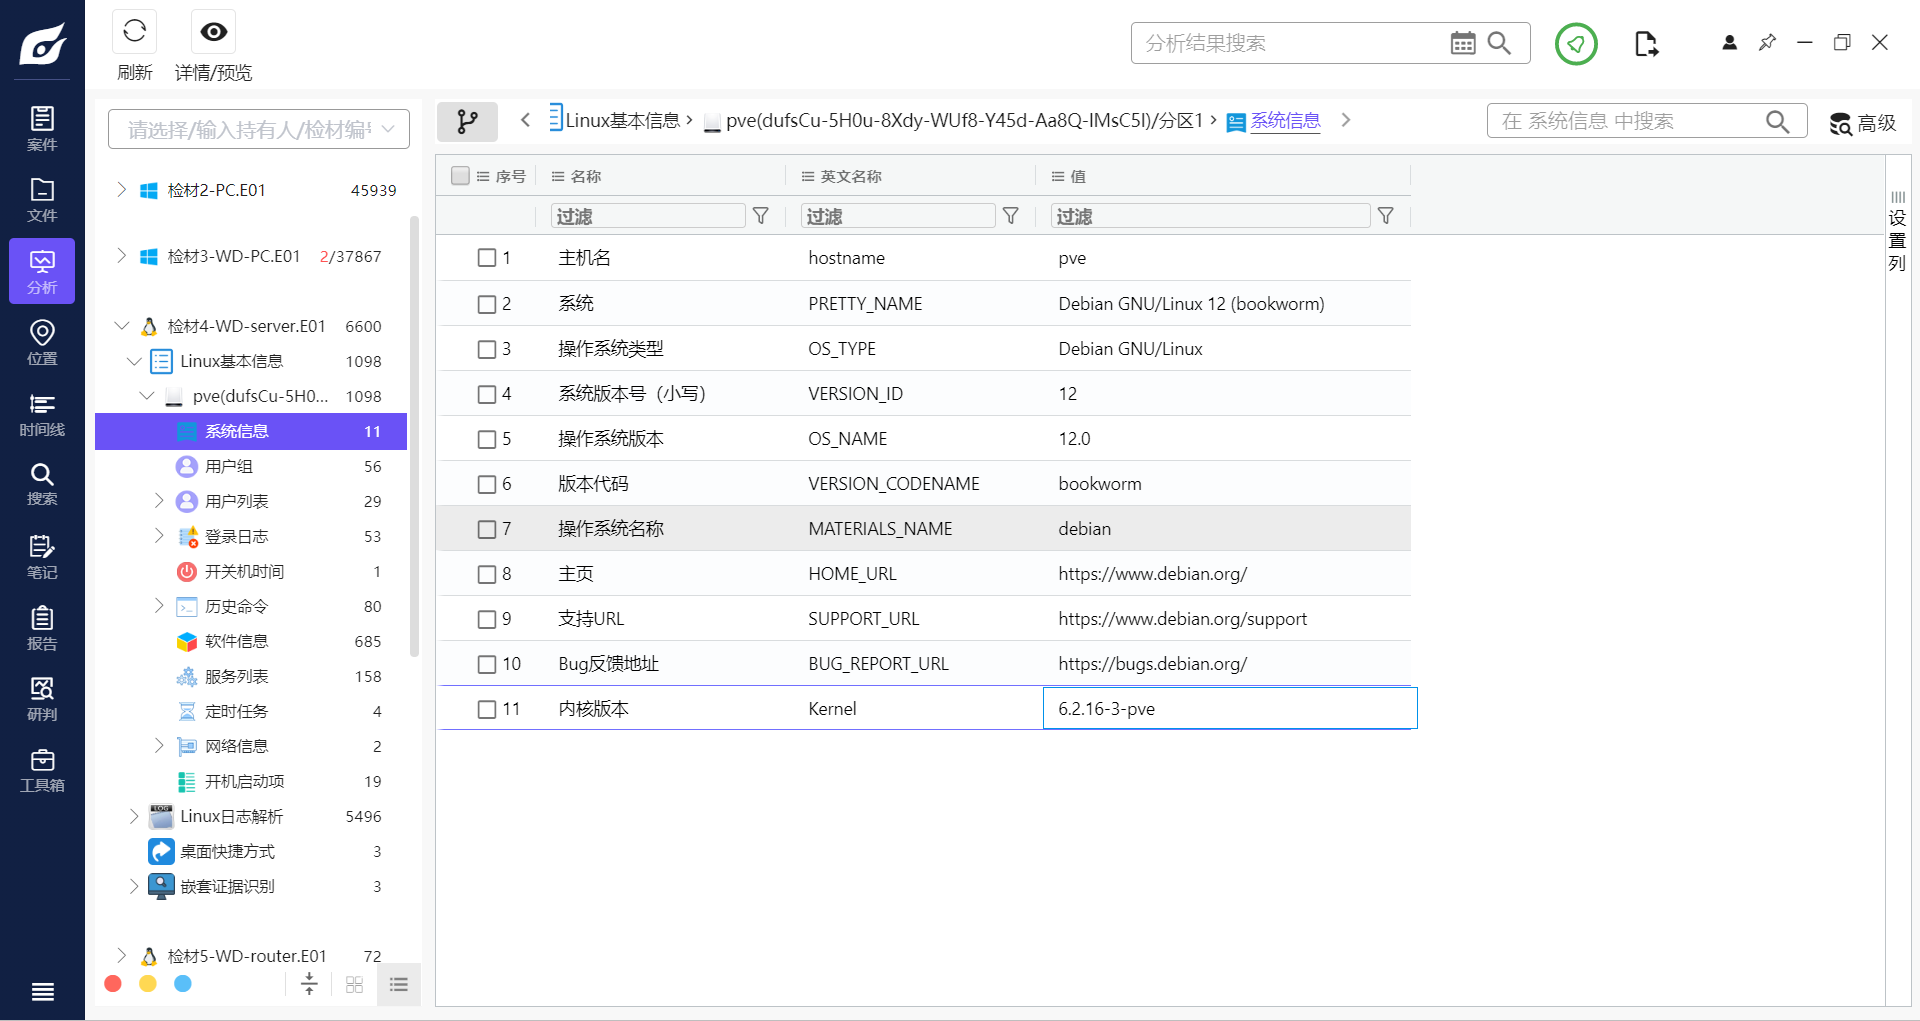 刷新
详情/预览
分析结果搜索
案件
文件
分析
位置
时间线
搜索
笔记
报告
研判
工具箱
请选择/输入持有人/检材编号
检材2-PC.E01 45939
检材3-WD-PC.E01 2/37867
检材4-WD-server.E01 6600
Linux基本信息 1098
pve(dufsCu-5H0... 1098
系统信息 11
用户组 56
用户列表 29
登录日志 53
开关机时间 1
历史命令 80
软件信息 685
服务列表 158
定时任务 4
网络信息 2
开机启动项 19
Linux日志解析 5496
桌面快捷方式 3
嵌套证据识别 3
检材5-WD-router.E01 72
Linux基本信息 › pve(dufsCu-5H0u-8Xdy-WUf8-Y45d-Aa8Q-IMsC5I)/分区1 › 系统信息
在 系统信息 中搜索
高级
序号 名称 英文名称 值
过滤 过滤 过滤
1 主机名 hostname pve
2 系统 PRETTY_NAME Debian GNU/Linux 12 (bookworm)
3 操作系统类型 OS_TYPE Debian GNU/Linux
4 系统版本号（小写） VERSION_ID 12
5 操作系统版本 OS_NAME 12.0
6 版本代码 VERSION_CODENAME bookworm
7 操作系统名称 MATERIALS_NAME debian
8 主页 HOME_URL https://www.debian.org/
9 支持URL SUPPORT_URL https://www.debian.org/support
10 Bug反馈地址 BUG_REPORT_URL https://bugs.debian.org/
11 内核版本 Kernel 6.2.16-3-pve
设置列